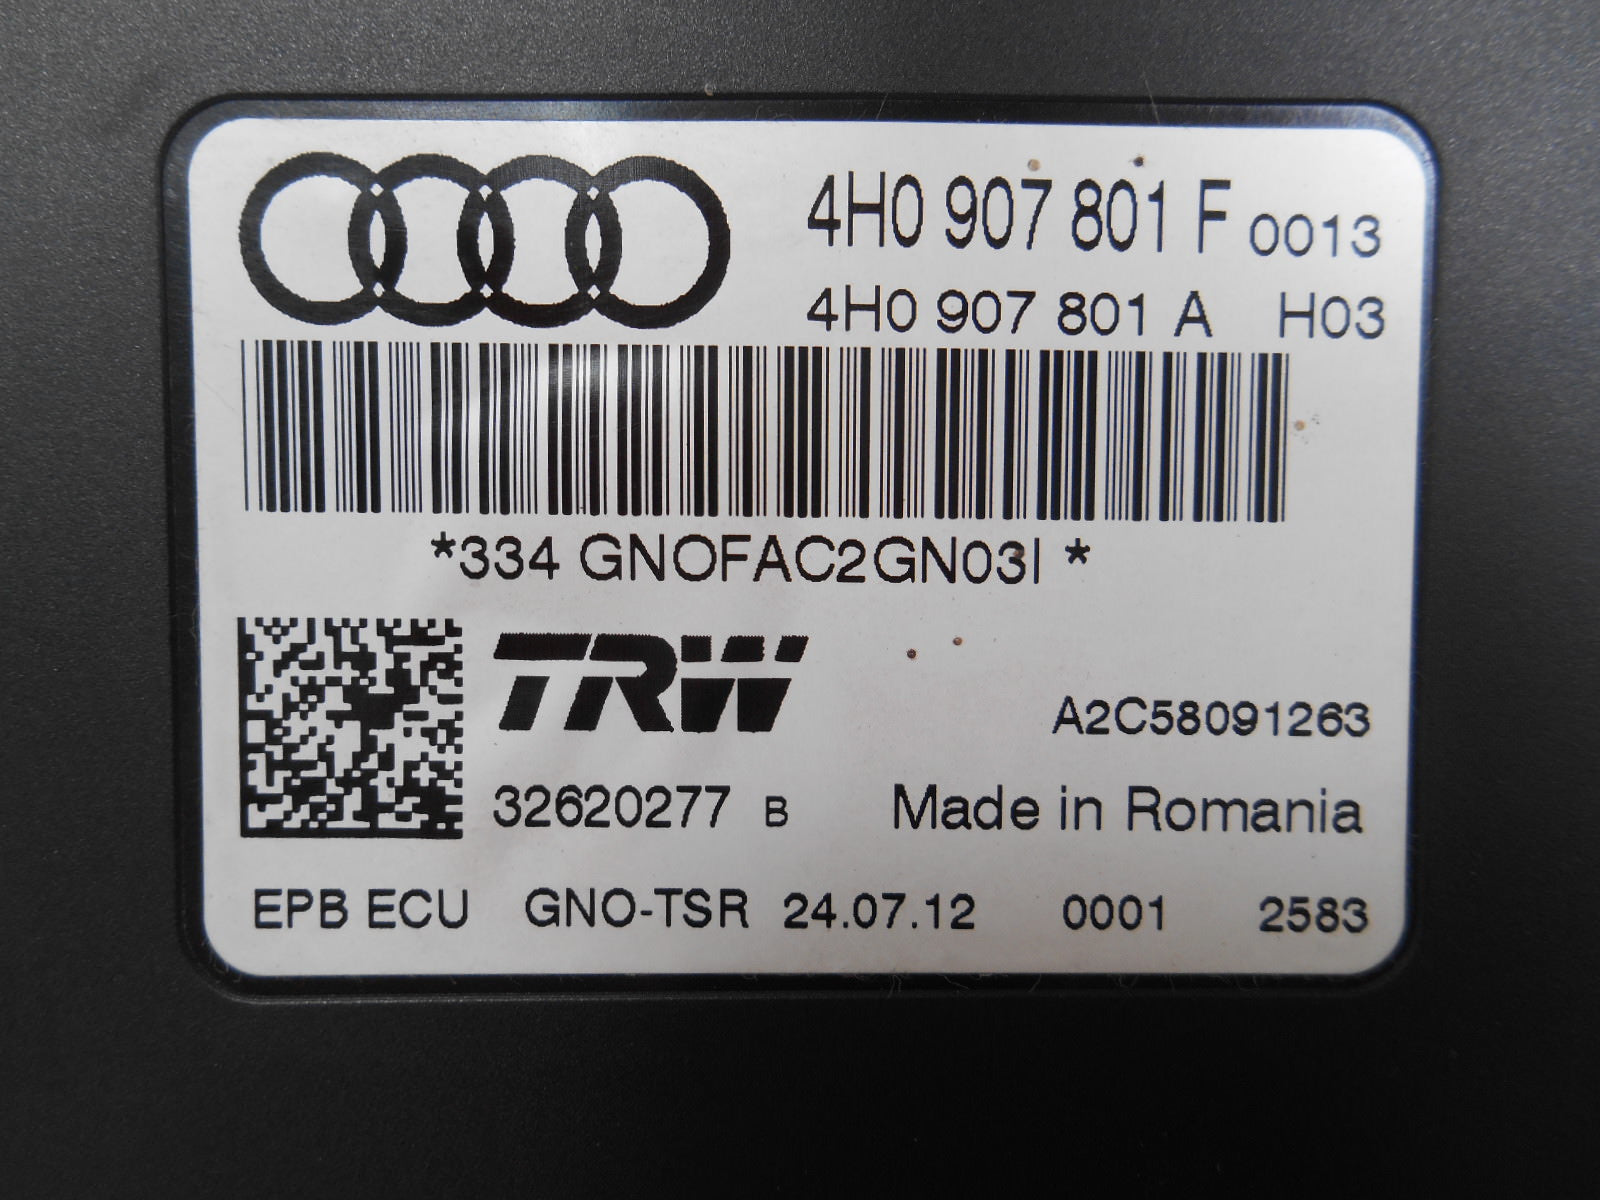 4H0 907 801 F 0013
4H0 907 801 A H03
*334 GNOFAC2GN03I *
TRW
A2C58091263
32620277 B Made in Romania
EPB ECU GNO-TSR 24.07.12 0001 2583